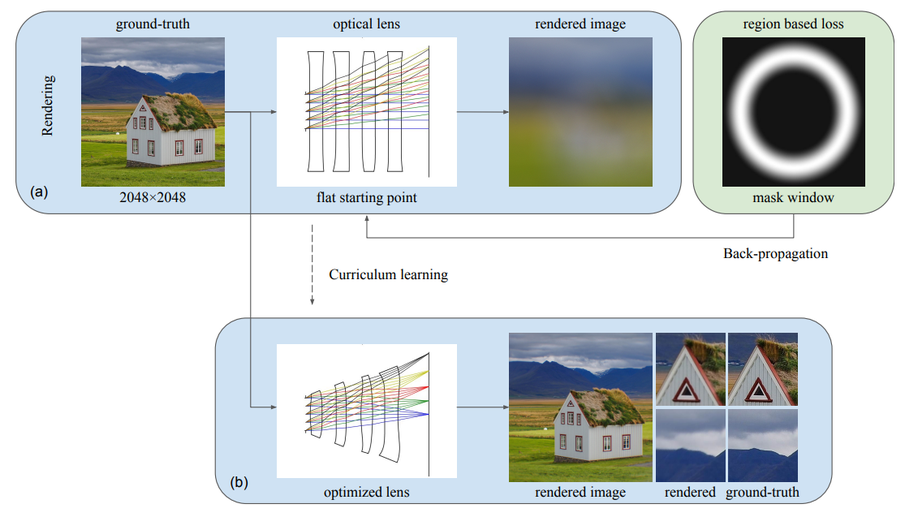 ground-truth
optical lens
rendered image
region based loss
Rendering
(a)
2048×2048
flat starting point
mask window
Back-propagation
Curriculum learning
(b)
optimized lens
rendered image
rendered
ground-truth